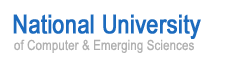 National University
of Computer & Emerging Sciences